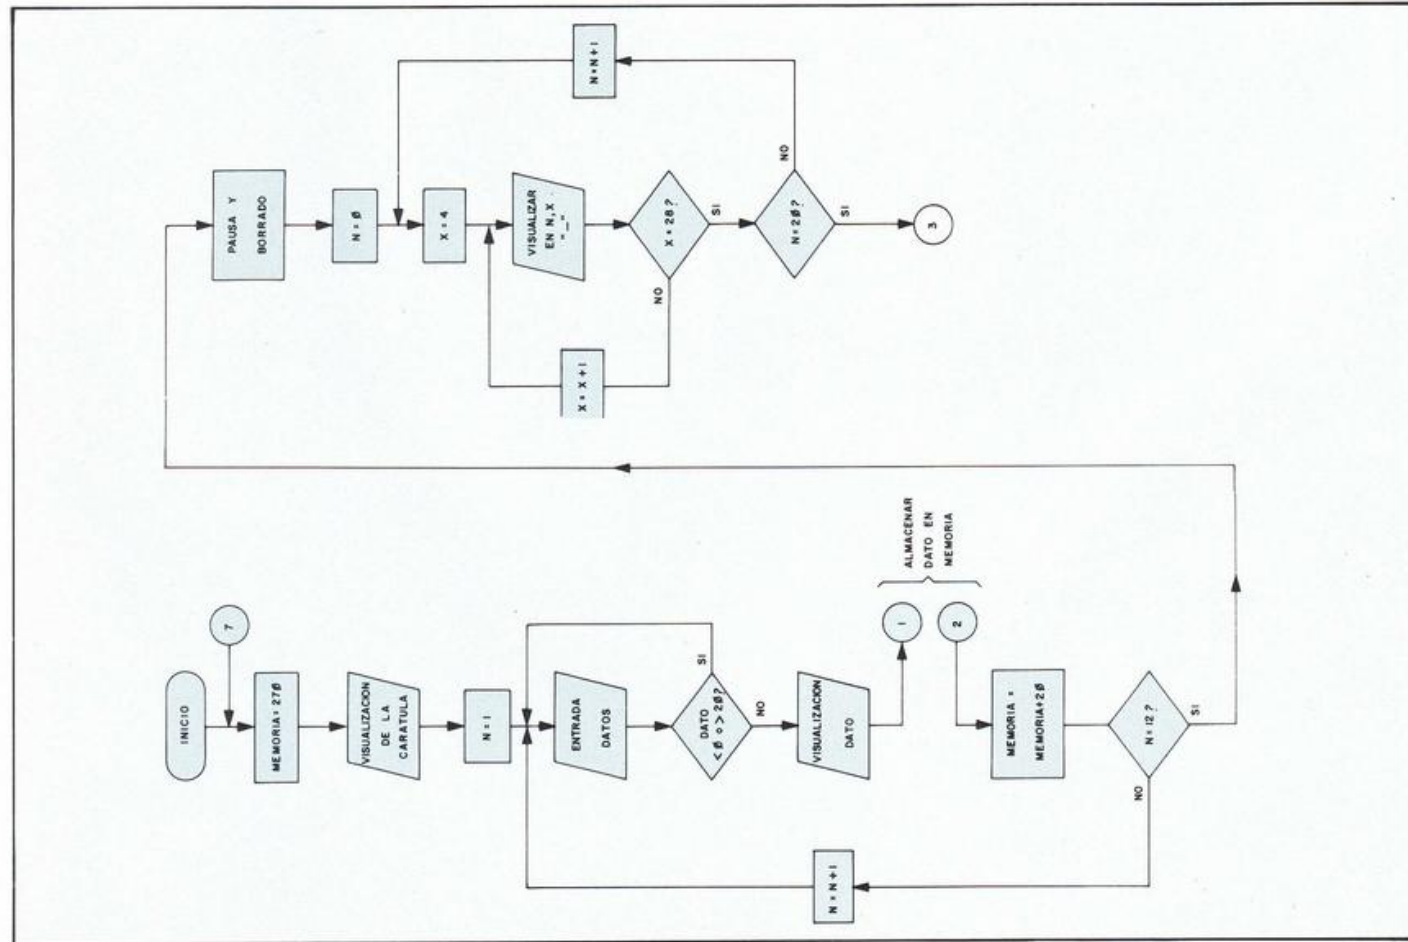 INICIO
7
MEMORIA = 27Ø
VISUALIZACION
DE LA
CARATULA
N = 1
ENTRADA
DATOS
DATO
< Ø o > 2Ø?
SI
NO
VISUALIZACION
DATO
1
2
ALMACENAR
DATO EN
MEMORIA
MEMORIA =
MEMORIA+2Ø
N = 12 ?
NO
SI
N = N + 1
PAUSA Y
BORRADO
N = Ø
X = 4
VISUALIZAR
EN N, X
"_"
X = 28 ?
NO
SI
X = X + 1
N = 2Ø ?
NO
SI
N = N + 1
3